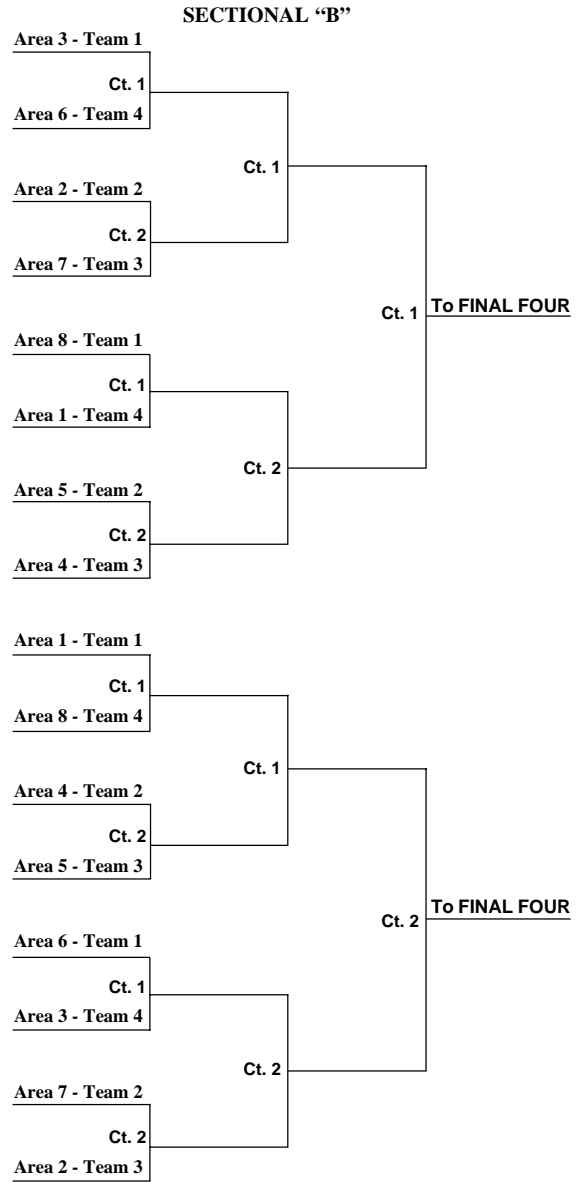 SECTIONAL “B”
Area 3 - Team 1
Ct. 1
Area 6 - Team 4
Ct. 1
Area 2 - Team 2
Ct. 2
Area 7 - Team 3
Ct. 1
To FINAL FOUR
Area 8 - Team 1
Ct. 1
Area 1 - Team 4
Ct. 2
Area 5 - Team 2
Ct. 2
Area 4 - Team 3
Area 1 - Team 1
Ct. 1
Area 8 - Team 4
Ct. 1
Area 4 - Team 2
Ct. 2
Area 5 - Team 3
Ct. 2
To FINAL FOUR
Area 6 - Team 1
Ct. 1
Area 3 - Team 4
Ct. 2
Area 7 - Team 2
Ct. 2
Area 2 - Team 3